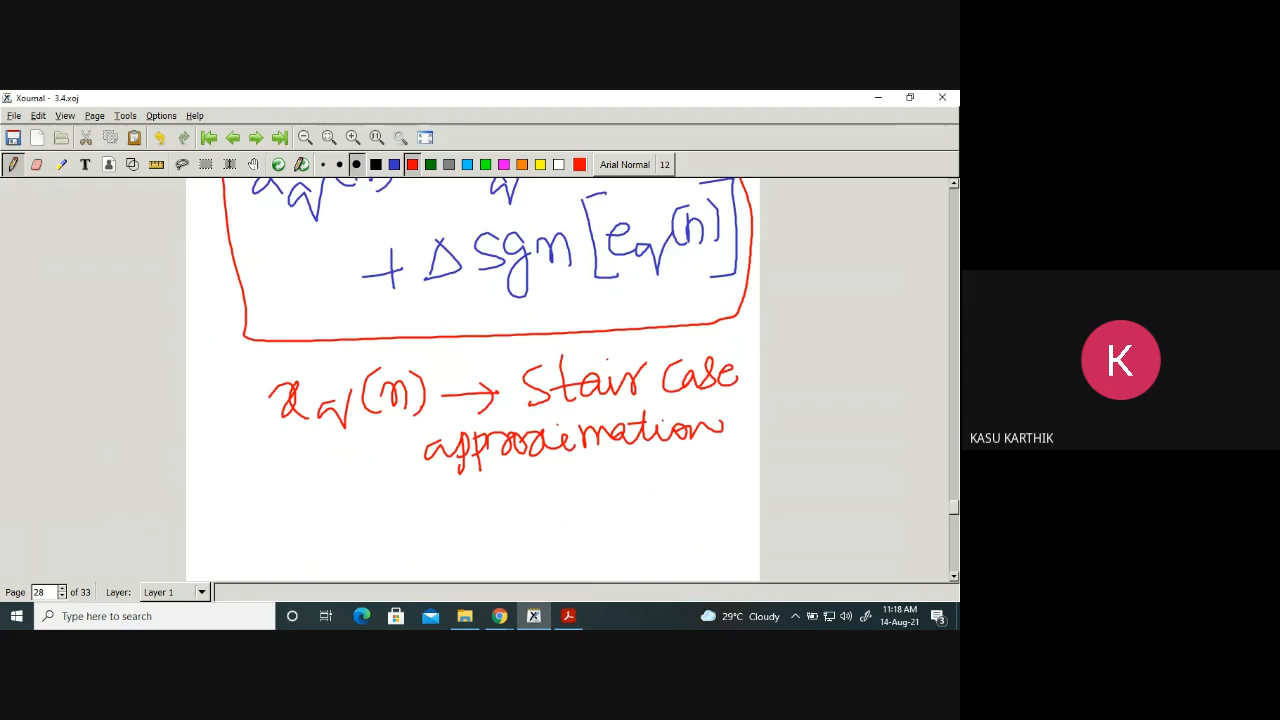 Xournal - 3.4.xoj
File Edit View Page Tools Options Help
Arial Normal 12
+ Δ sgn [eq(n)]
xq(n) → Stair Case
approximation
K
KASU KARTHIK
Page 28 of 33 Layer: Layer 1
Type here to search
29°C Cloudy
11:18 AM
14-Aug-21
3